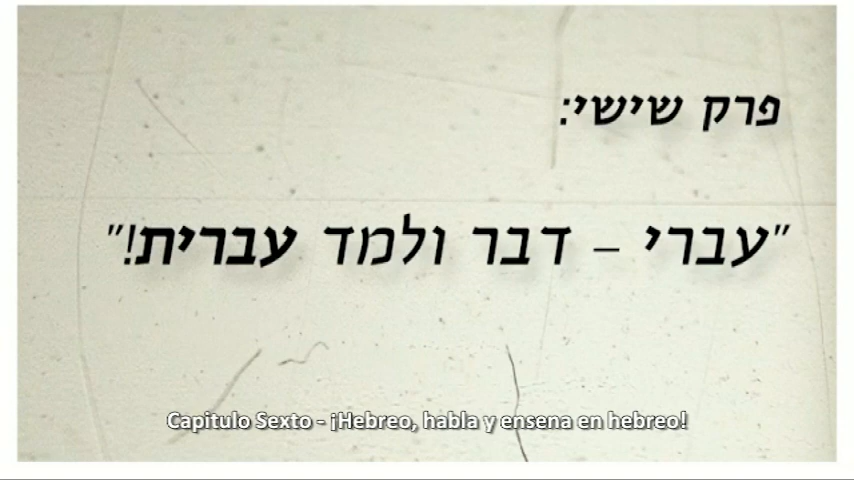 פרק שישי:
"עברי – דבר ולמד עברית!"
Capitulo Sexto - ¡Hebreo, habla y ensena en hebreo!